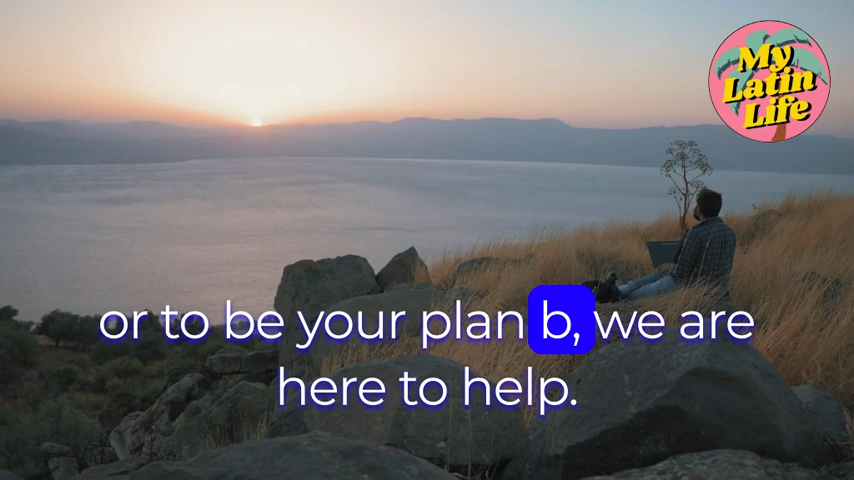 My
Latin
Life
or to be your plan b, we are
here to help.